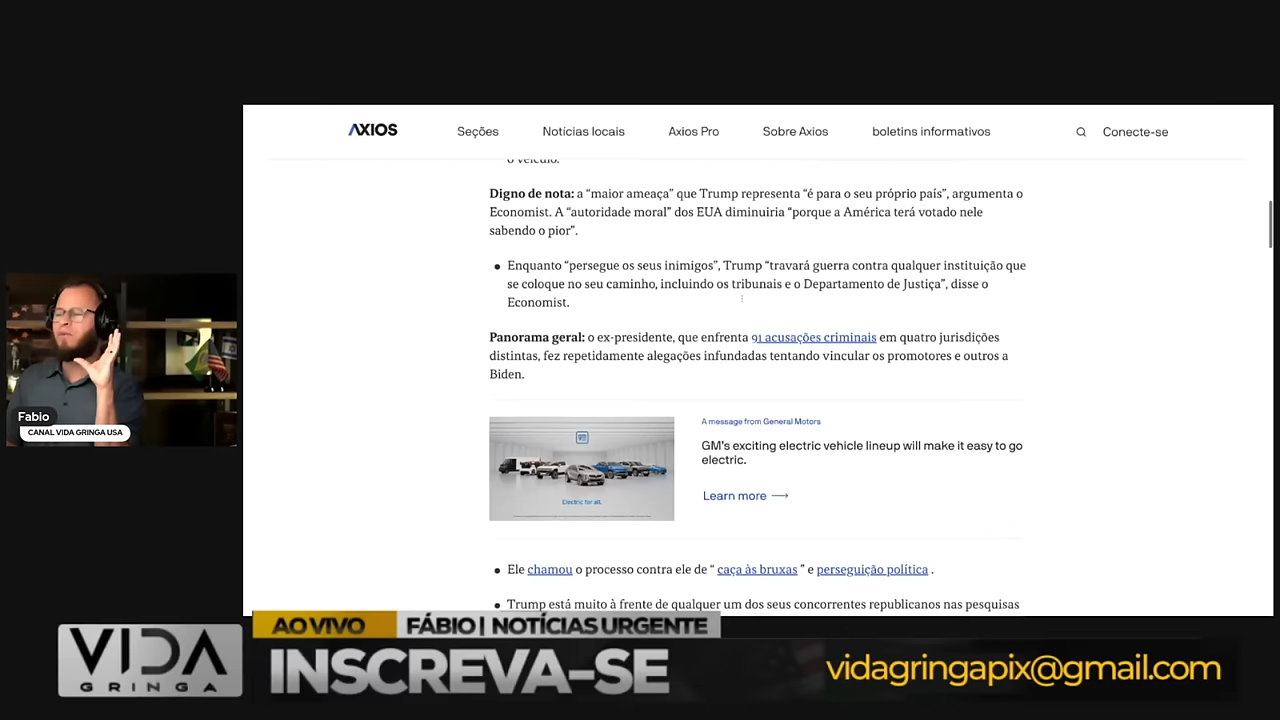 AXIOS
Seções
Notícias locais
Axios Pro
Sobre Axios
boletins informativos
Conecte-se
o veículo.
Digno de nota: a “maior ameaça” que Trump representa “é para o seu próprio país”, argumenta o
Economist. A “autoridade moral” dos EUA diminuiria “porque a América terá votado nele
sabendo o pior”.
Enquanto “persegue os seus inimigos”, Trump “travará guerra contra qualquer instituição que
se coloque no seu caminho, incluindo os tribunais e o Departamento de Justiça”, disse o
Economist.
Panorama geral: o ex-presidente, que enfrenta 91 acusações criminais em quatro jurisdições
distintas, fez repetidamente alegações infundadas tentando vincular os promotores e outros a
Biden.
gm
Electric for all.
A message from General Motors
GM's exciting electric vehicle lineup will make it easy to go
electric.
Learn more
Ele chamou o processo contra ele de “ caça às bruxas ” e perseguição política .
Trump está muito à frente de qualquer um dos seus concorrentes republicanos nas pesquisas
Fabio
CANAL VIDA GRINGA USA
VIDA
GRINGA
AO VIVO
FÁBIO | NOTÍCIAS URGENTE
INSCREVA-SE
vidagringapix@gmail.com